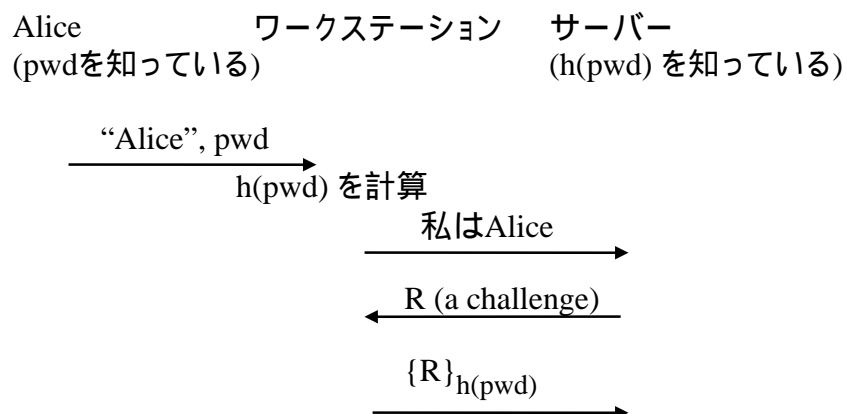 Alice ワークステーション サーバー
(pwdを知っている) (h(pwd) を知っている)
“Alice”, pwd
h(pwd) を計算
私はAlice
R (a challenge)
{R}h(pwd)